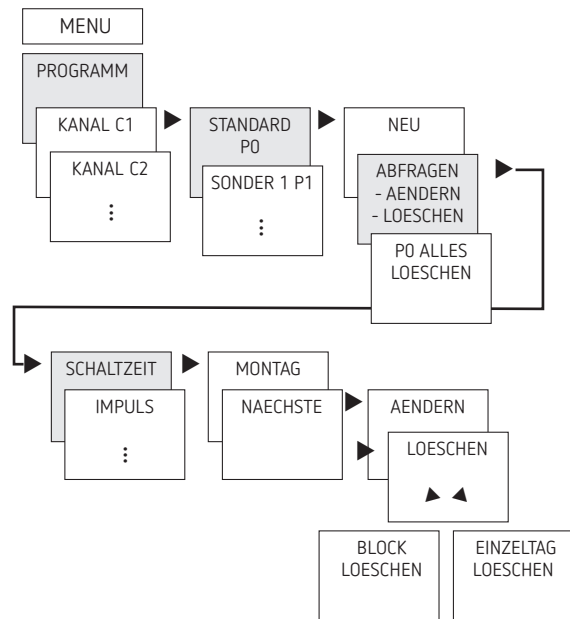 MENU
PROGRAMM
KANAL C1
KANAL C2
STANDARD
P0
SONDER 1 P1
NEU
ABFRAGEN
- AENDERN
- LOESCHEN
P0 ALLES
LOESCHEN
SCHALTZEIT
IMPULS
MONTAG
NAECHSTE
AENDERN
LOESCHEN
BLOCK
LOESCHEN
EINZELTAG
LOESCHEN